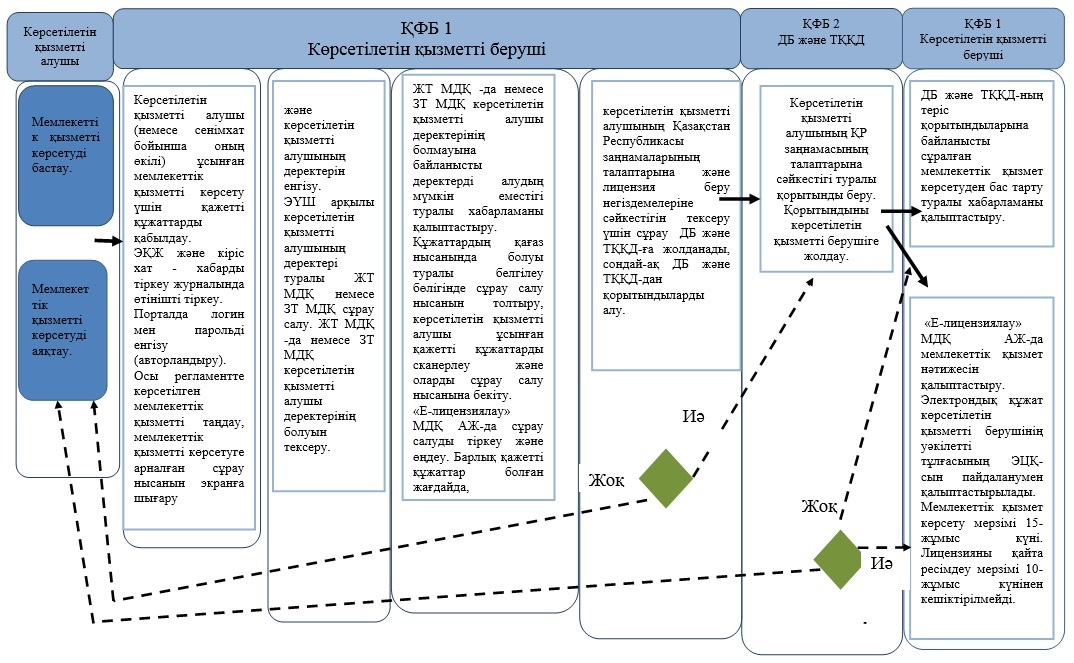 Көрсетілетін
қызметті
алушы
ҚФБ 1
Көрсетілетін қызметті беруші
ҚФБ 2
ДБ және ТҚҚД
ҚФБ 1
Көрсетілетін қызметті
беруші
Мемлекетті
к қызметті
көрсетуді
бастау.
Мемлекет
тік
қызметті
көрсетуді
аяқтау.
Көрсетілетін
қызметті алушы
(немесе сенімхат
бойынша оның
өкілі) ұсынған
мемлекеттік
қызметті көрсету
үшін қажетті
құжаттарды
қабылдау.
ЭҚЖ және кіріс
хат - хабарды
тіркеу журналында
өтінішті тіркеу.
Порталда логин
мен парольді
енгізу
(авторландыру).
Осы регламентте
көрсетілген
мемлекеттік
қызметті таңдау,
мемлекеттік
қызметті көрсетуге
арналған сұрау
нысанын экранға
шығару
және
көрсетілетін
қызметті
алушының
деректерін
енгізу.
ЭҮШ арқылы
көрсетілетін
қызметті
алушының
деректері
туралы ЖТ
МДҚ немесе
ЗТ МДҚ сұрау
салу. ЖТ МДҚ
-да немесе ЗТ
МДҚ
көрсетілетін
қызметті
алушы
деректерінің
болуын
тексеру.
ЖТ МДҚ -да немесе
ЗТ МДҚ көрсетілетін
қызметті алушы
деректерінің
болмауына
байланысты
деректерді алудың
мүмкін еместігі
туралы хабарламаны
қалыптастыру.
Құжаттардың қағаз
нысанында болуы
туралы белгілеу
бөлігінде сұрау салу
нысанын толтыру,
көрсетілетін қызметті
алушы ұсынған
қажетті құжаттарды
сканерлеу және
оларды сұрау салу
нысанына бекіту.
«Е-лицензиялау»
МДҚ АЖ-да сұрау
салуды тіркеу және
өңдеу. Барлық қажетті
құжаттар болған
жағдайда,
көрсетілетін қызметті
алушының Қазақстан
Республикасы
заңнамаларының
талаптарына және
лицензия беру
негіздемелеріне
сәйкестігін тексеру
үшін сұрау ДБ және
ТҚҚД-ға жолданады,
сондай-ақ ДБ және
ТҚҚД-дан
қорытындыларды
алу.
Көрсетілетін
қызметті
алушының ҚР
заңнамасының
талаптарына
сәйкестігі туралы
қорытынды беру.
Қорытындыны
көрсетілетін
қызметті берушіге
жолдау.
ДБ және ТҚҚД-ның
теріс
қорытындыларына
байланысты
сұралған
мемлекеттік қызмет
көрсетуден бас тарту
туралы хабарламаны
қалыптастыру.
«Е-лицензиялау»
МДҚ АЖ-да
мемлекеттік қызмет
нәтижесін
қалыптастыру.
Электрондық құжат
көрсетілетін
қызметті берушінің
уәкілетті
тұлғасының ЭЦҚ-
сын пайдаланумен
қалыптастырылады.
Мемлекеттік қызмет
көрсету мерзімі 15-
жұмыс күні.
Лицензияны қайта
ресімдеу мерзімі 10-
жұмыс күнінен
кешіктірілмейді.
Иә
Жоқ
Жоқ
Иә